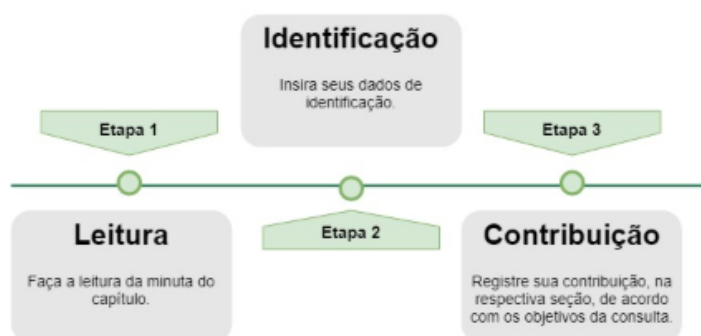 Identificação
Insira seus dados de
identificação.
Etapa 1
Etapa 3
Leitura
Faça a leitura da minuta do
capítulo.
Etapa 2
Contribuição
Registre sua contribuição, na
respectiva seção, de acordo
com os objetivos da consulta.